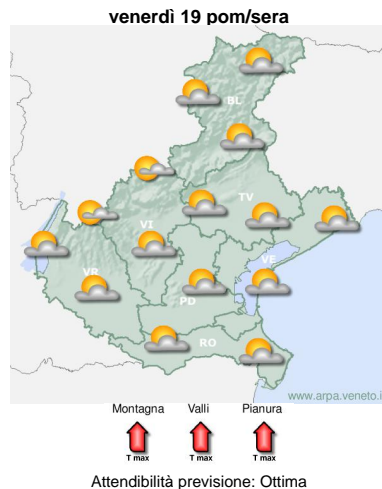 venerdì 19 pom/sera
BL
TV
VI
VE
VR
PD
RO
www.arpa.veneto.i
Montagna Valli Pianura
T max T max T max
Attendibilità previsione: Ottima